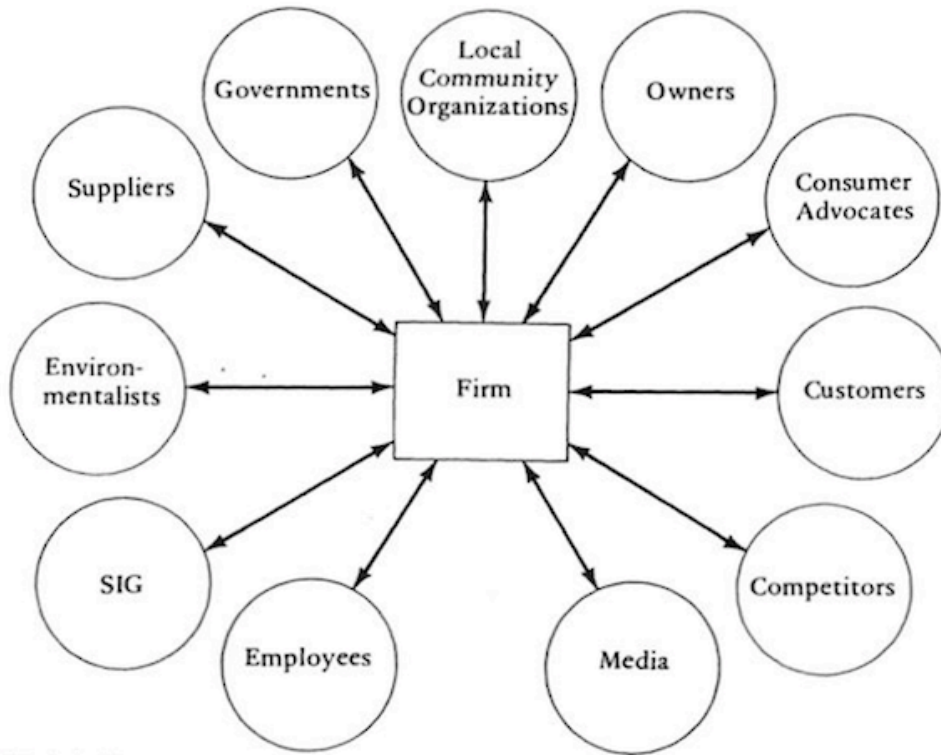 Governments
Local
Community
Organizations
Owners
Suppliers
Consumer
Advocates
Environ-
mentalists
Firm
Customers
SIG
Competitors
Employees
Media